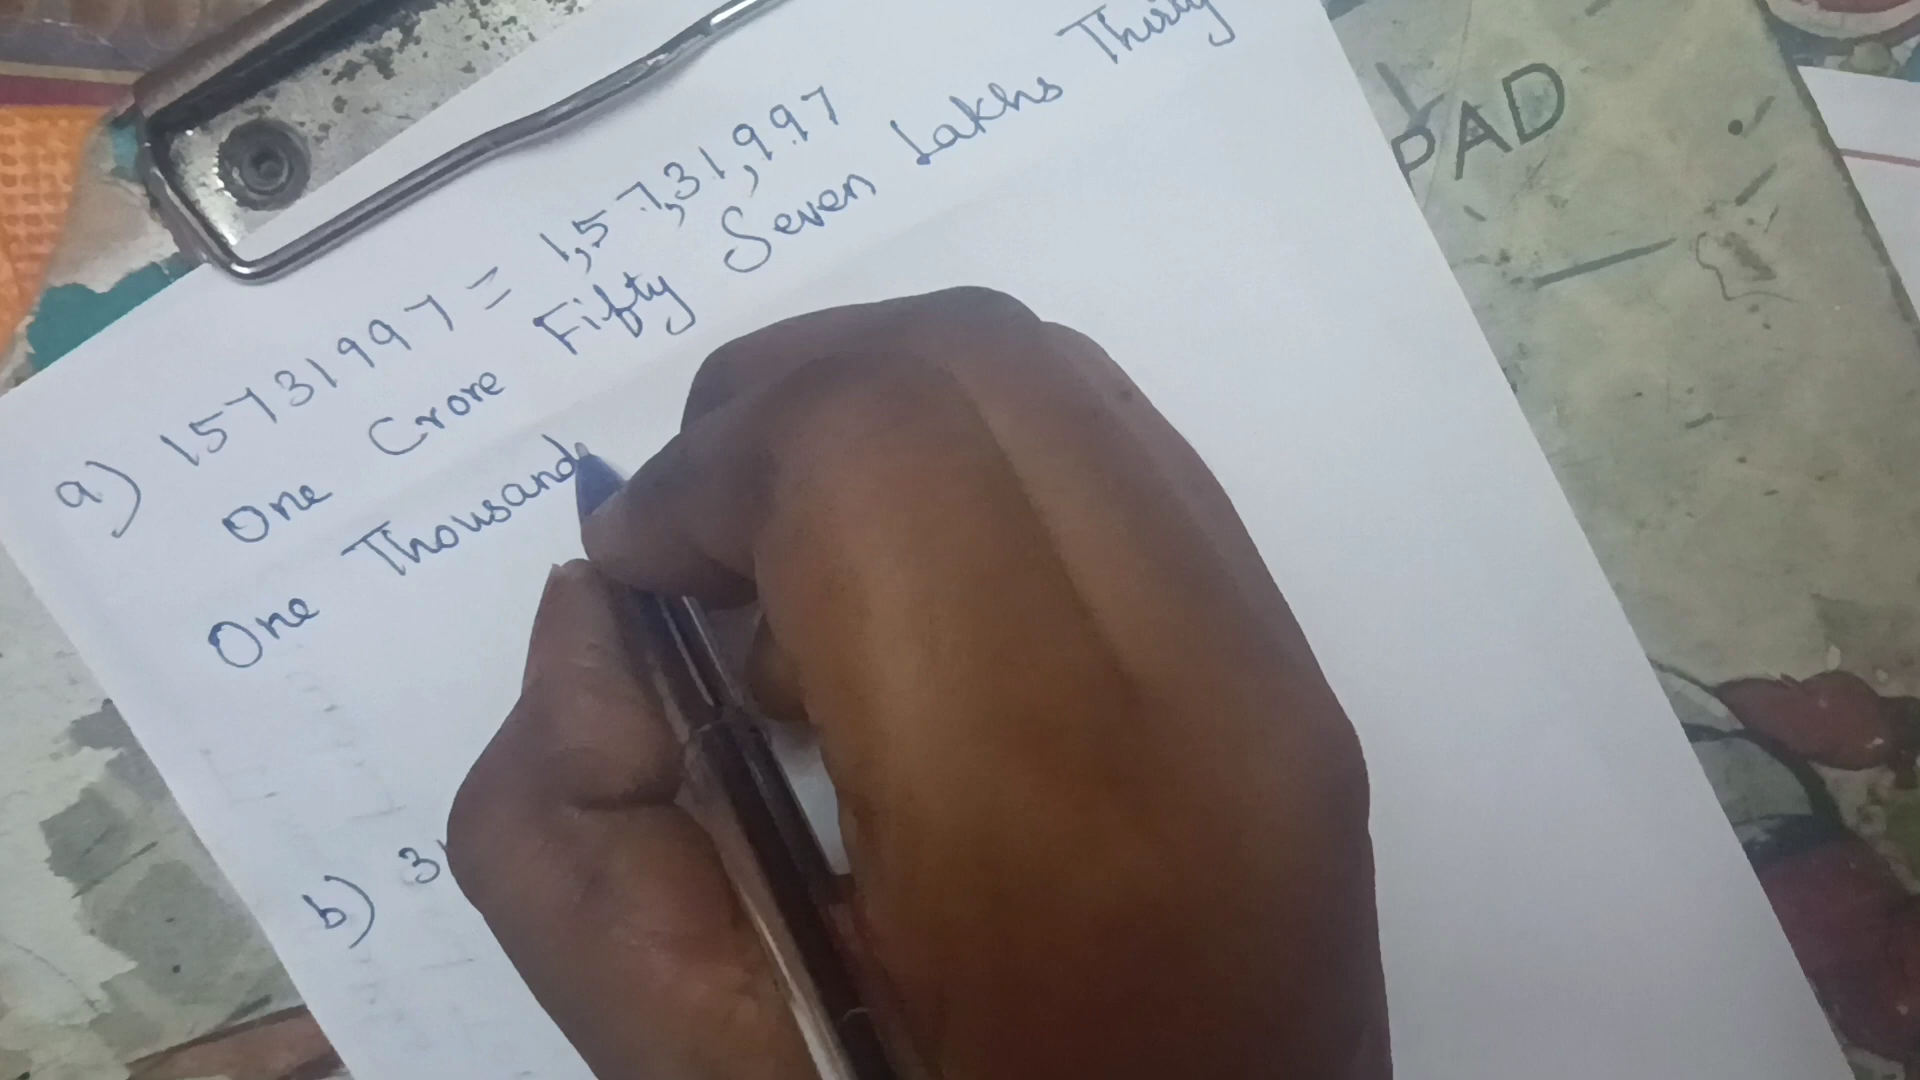 a) 15731997 = 1,57,31,997
One Crore Fifty Seven Lakhs Thirty
One Thousand
b) 3
PAD